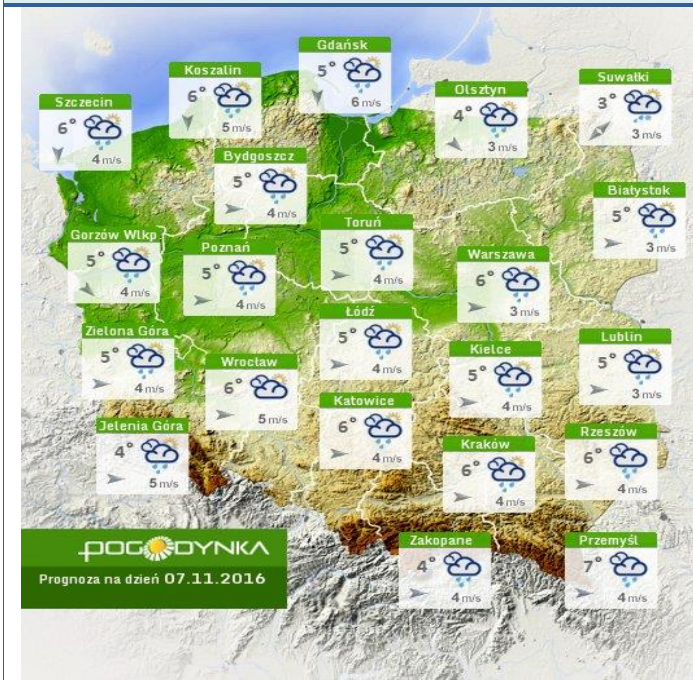 Gdańsk
5°
6 m/s
Koszalin
6°
5 m/s
Suwałki
3°
3 m/s
Olsztyn
4°
3 m/s
Szczecin
6°
4 m/s
Bydgoszcz
5°
4 m/s
Białystok
5°
3 m/s
Toruń
5°
4 m/s
Gorzów Wlkp
5°
4 m/s
Poznań
5°
4 m/s
Warszawa
6°
3 m/s
Łódź
5°
4 m/s
Zielona Góra
5°
4 m/s
Lublin
5°
3 m/s
Kielce
5°
4 m/s
Wrocław
6°
5 m/s
Katowice
6°
4 m/s
Jelenia Góra
4°
5 m/s
Rzeszów
6°
4 m/s
Kraków
6°
4 m/s
Zakopane
4°
4 m/s
Przemyśl
7°
4 m/s
POGODYNKA
Prognoza na dzień 07.11.2016